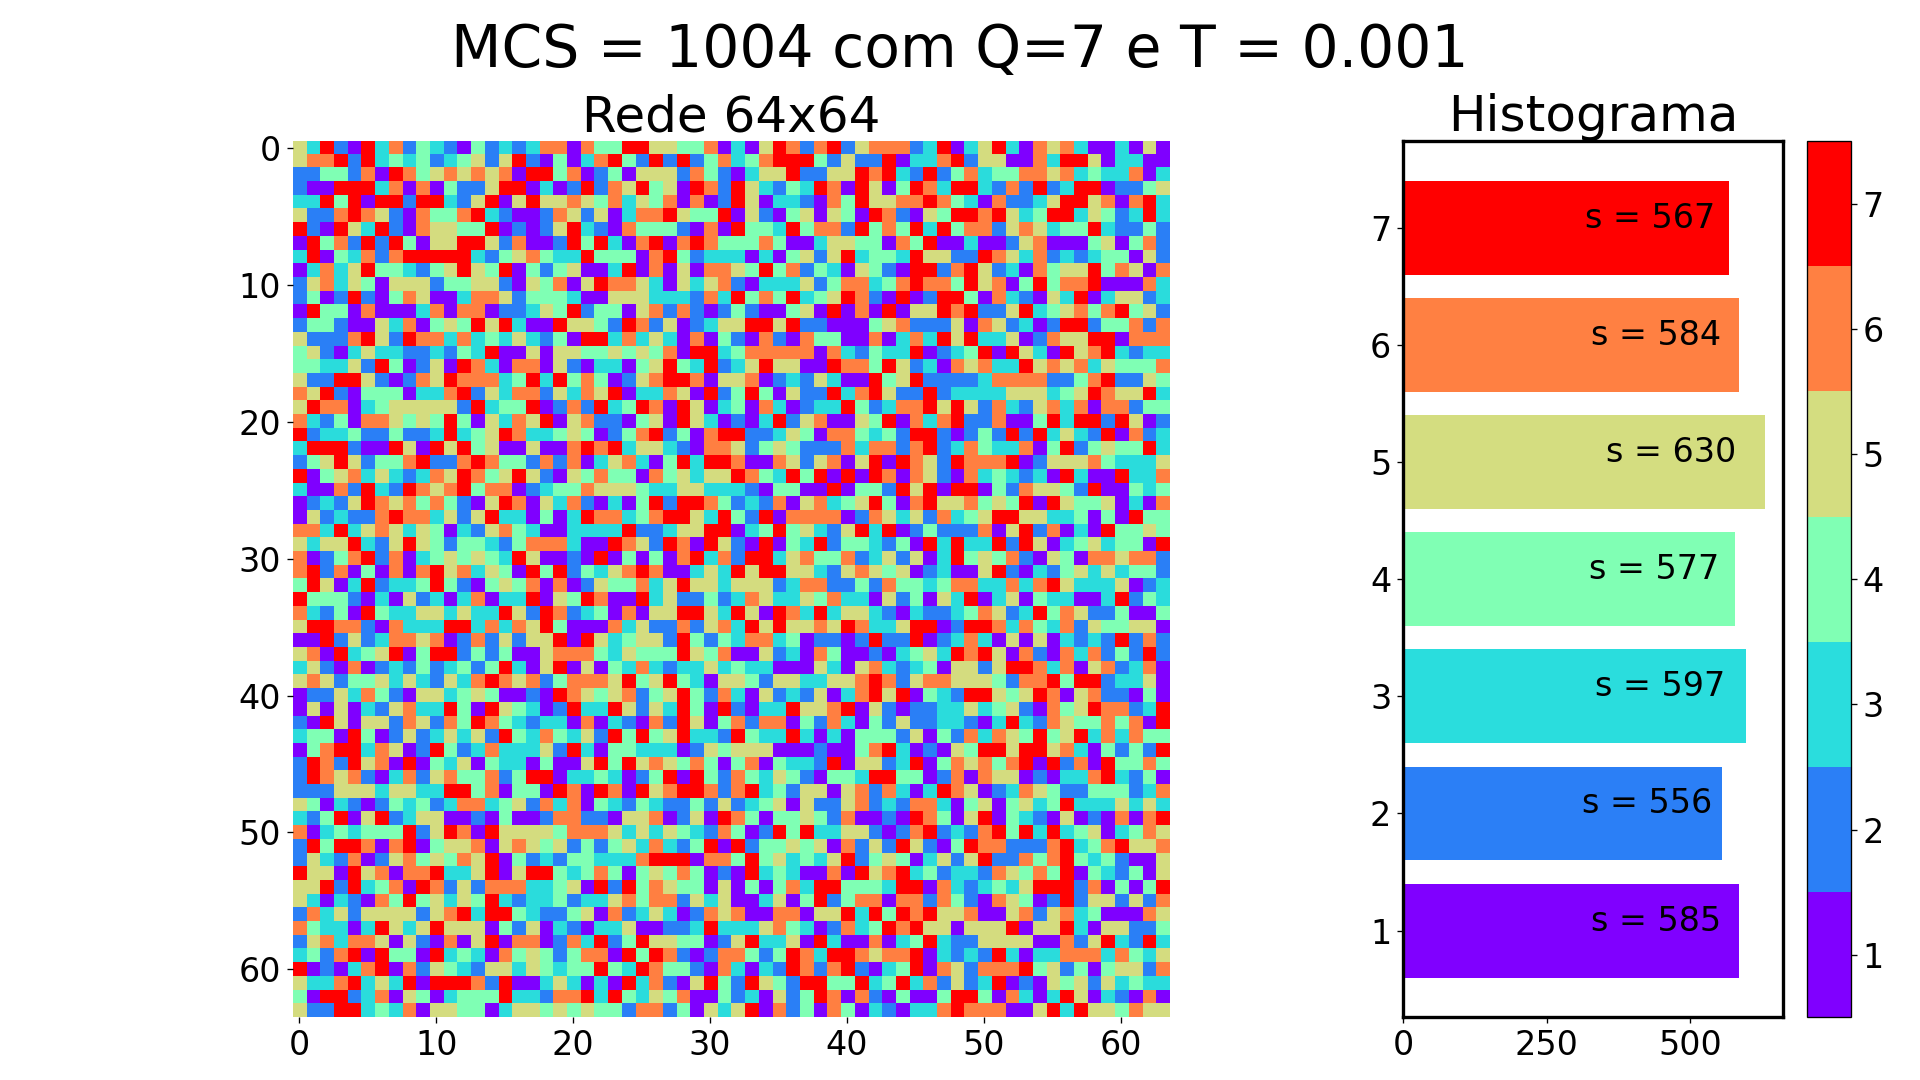 MCS = 1004 com Q=7 e T = 0.001
Rede 64x64
0
10
20
30
40
50
60
0 10 20 30 40 50 60
Histograma
7 s = 567
6 s = 584
5 s = 630
4 s = 577
3 s = 597
2 s = 556
1 s = 585
0 250 500
7
6
5
4
3
2
1